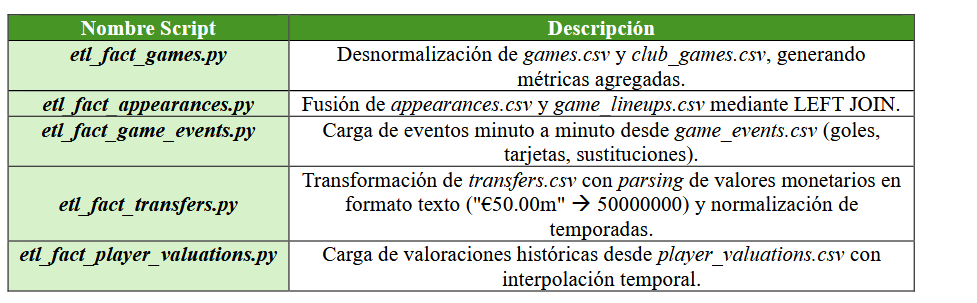 Nombre Script Descripción
etl_fact_games.py Desnormalización de games.csv y club_games.csv, generando
métricas agregadas.
etl_fact_appearances.py Fusión de appearances.csv y game_lineups.csv mediante LEFT JOIN.
etl_fact_game_events.py Carga de eventos minuto a minuto desde game_events.csv (goles,
tarjetas, sustituciones).
Transformación de transfers.csv con parsing de valores monetarios en
etl_fact_transfers.py formato texto ("€50.00m" → 50000000) y normalización de
temporadas.
etl_fact_player_valuations.py Carga de valoraciones históricas desde player_valuations.csv con
interpolación temporal.